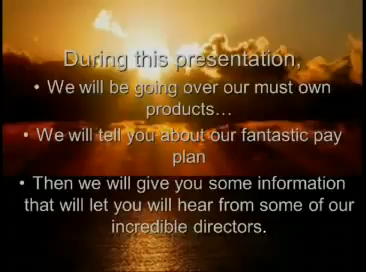 During this presentation,
• We will be going over our must own
products…
• We will tell you about our fantastic pay
plan
• Then we will give you some information
that will let you will hear from some of our
incredible directors.